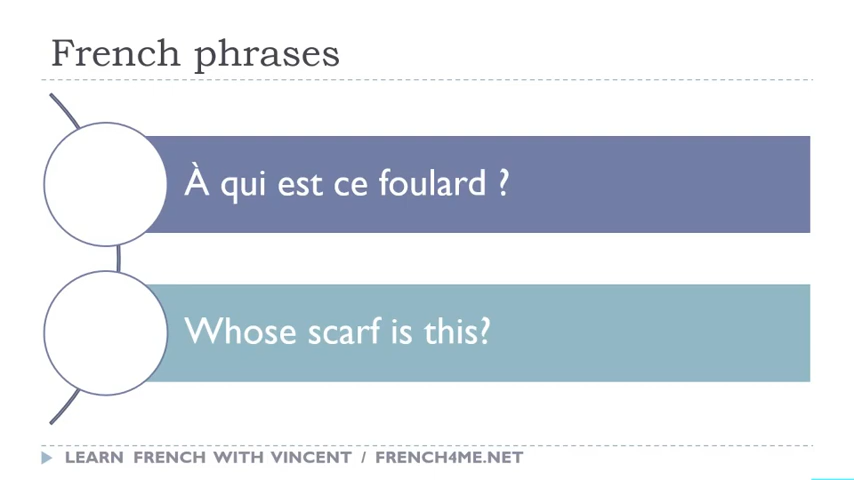 French phrases
À qui est ce foulard ?
Whose scarf is this?
LEARN FRENCH WITH VINCENT / FRENCH4ME.NET